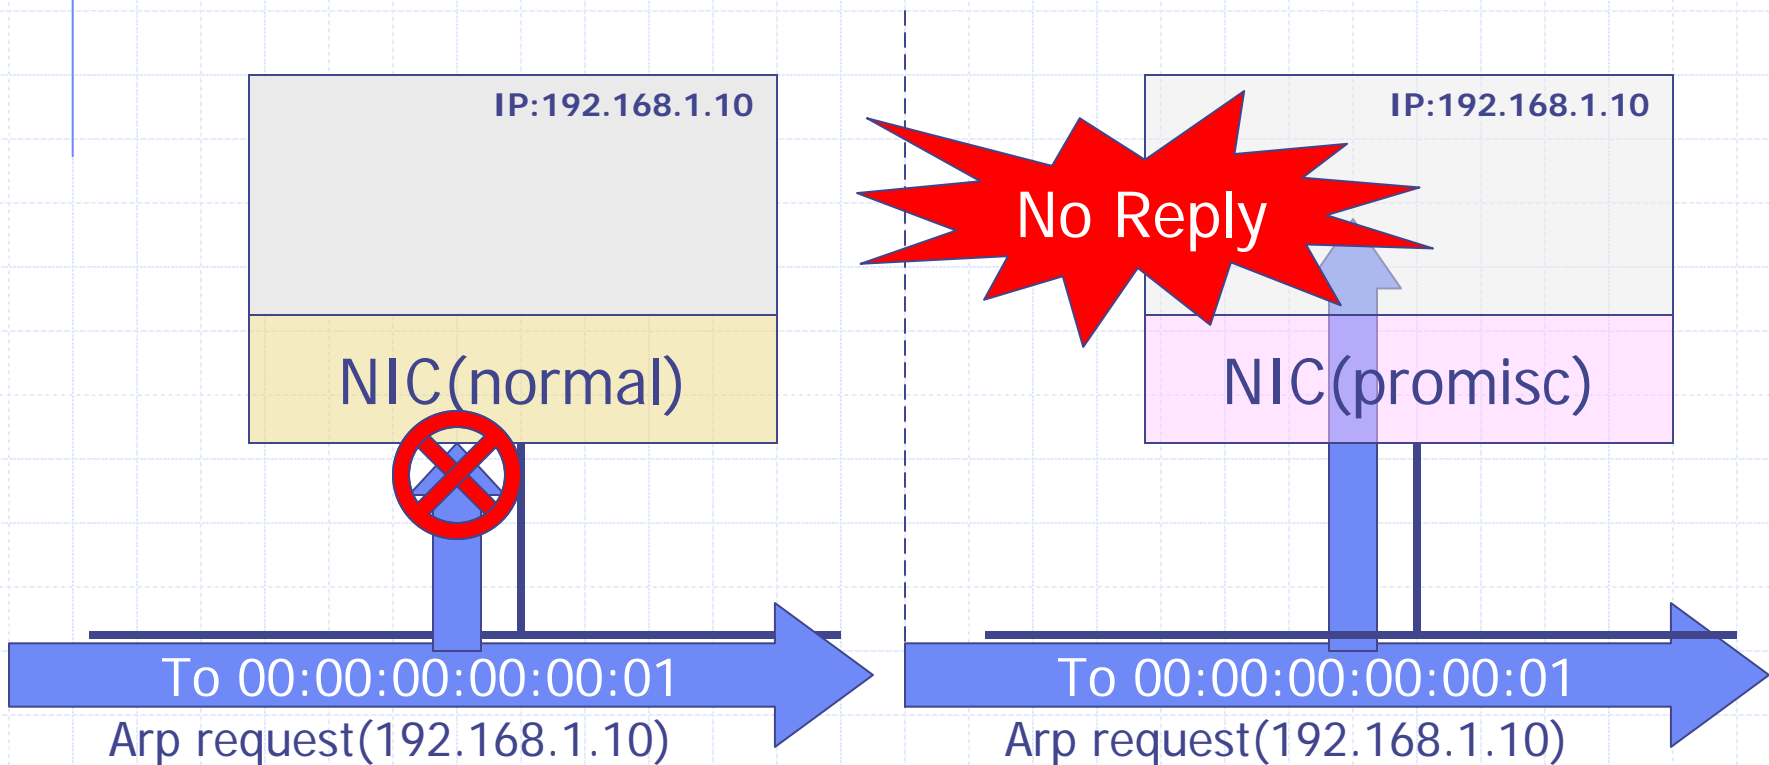 IP:192.168.1.10
NIC(normal)
To 00:00:00:00:00:01
Arp request(192.168.1.10)
IP:192.168.1.10
No Reply
NIC(promisc)
To 00:00:00:00:00:01
Arp request(192.168.1.10)